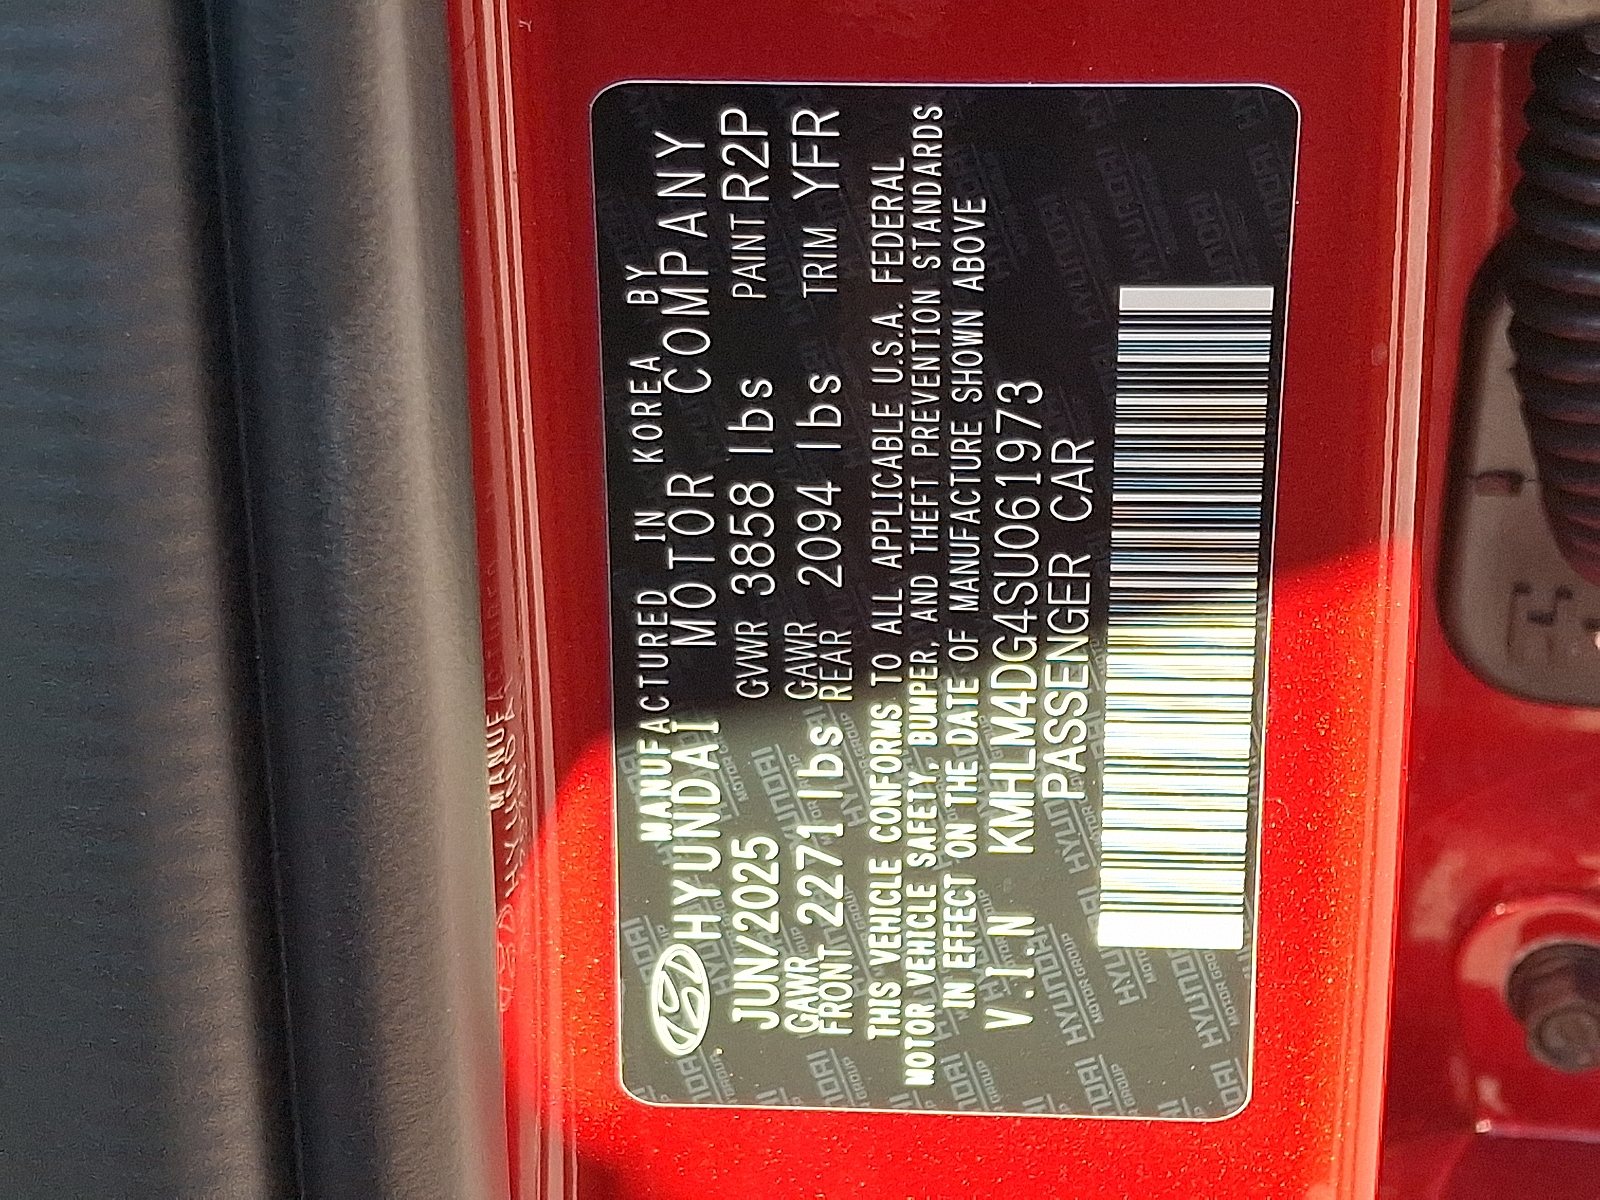 MANUFACTURED IN KOREA BY
HYUNDAI MOTOR COMPANY
JUN/2025 GVWR 3858 lbs PAINT R2P
GAWR FRONT 2271 lbs GAWR REAR 2094 lbs TRIM YFR
THIS VEHICLE CONFORMS TO ALL APPLICABLE U.S.A. FEDERAL
MOTOR VEHICLE SAFETY, BUMPER, AND THEFT PREVENTION STANDARDS
IN EFFECT ON THE DATE OF MANUFACTURE SHOWN ABOVE
V.I.N KMHLM4DG4SU061973
PASSENGER CAR